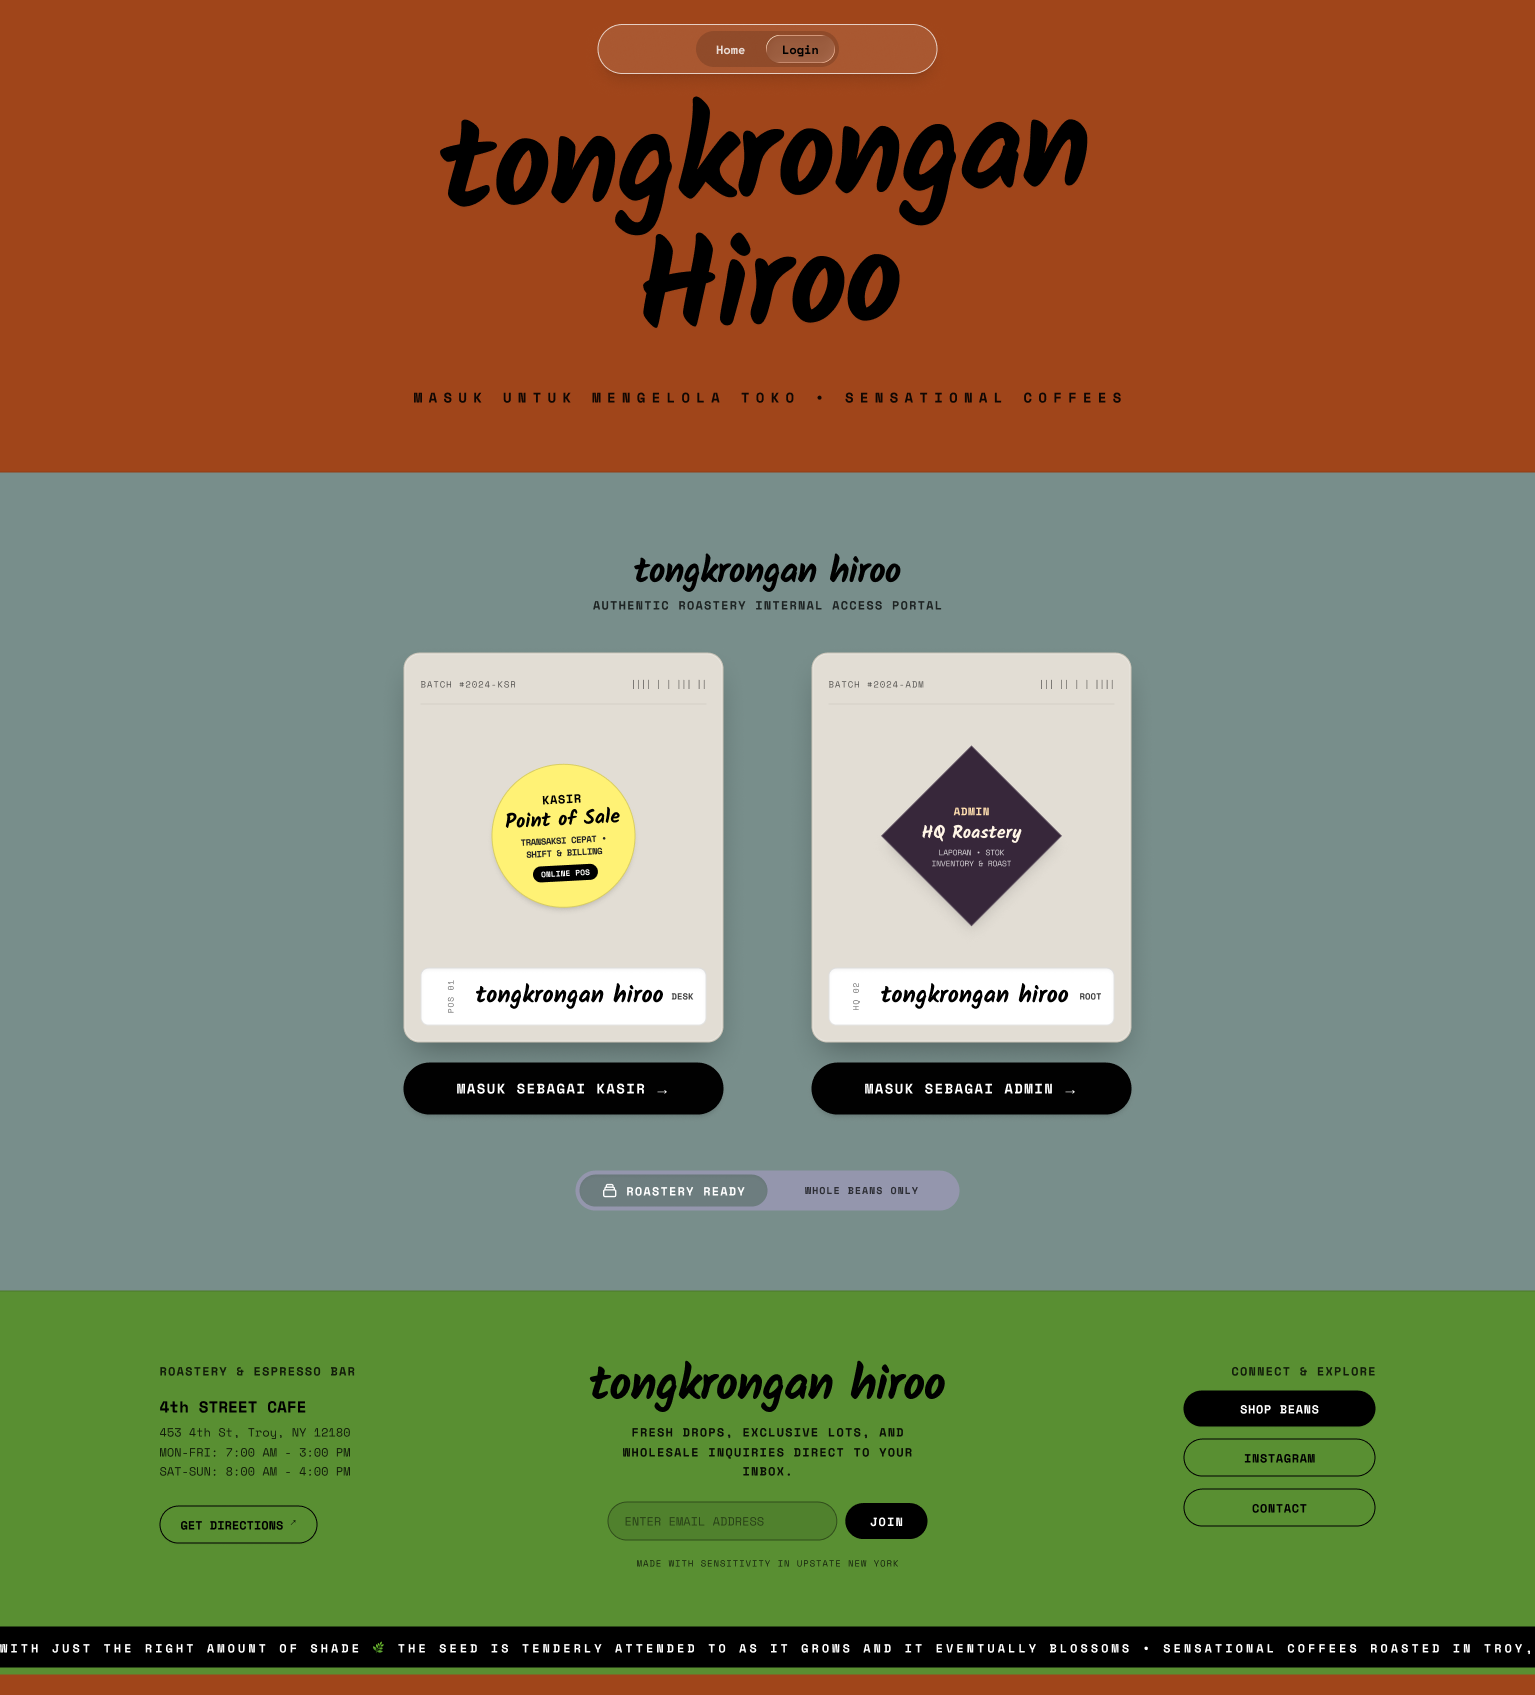 Home
Login
tongkrongan
Hiroo
MASUK UNTUK MENGELOLA TOKO • SENSATIONAL COFFEES
tongkrongan hiroo
AUTHENTIC ROASTERY INTERNAL ACCESS PORTAL
BATCH #2024-KSR
KASIR
Point of Sale
TRANSAKSI CEPAT •
SHIFT & BILLING
ONLINE POS
POS 01
tongkrongan hiroo
DESK
MASUK SEBAGAI KASIR →
BATCH #2024-ADM
ADMIN
HQ Roastery
LAPORAN • STOK
INVENTORY & ROAST
HQ 02
tongkrongan hiroo
ROOT
MASUK SEBAGAI ADMIN →
ROASTERY READY
WHOLE BEANS ONLY
ROASTERY & ESPRESSO BAR
4th STREET CAFE
453 4th St, Troy, NY 12180
MON-FRI: 7:00 AM - 3:00 PM
SAT-SUN: 8:00 AM - 4:00 PM
GET DIRECTIONS ↗
tongkrongan hiroo
FRESH DROPS, EXCLUSIVE LOTS, AND
WHOLESALE INQUIRIES DIRECT TO YOUR
INBOX.
ENTER EMAIL ADDRESS
JOIN
MADE WITH SENSITIVITY IN UPSTATE NEW YORK
CONNECT & EXPLORE
SHOP BEANS
INSTAGRAM
CONTACT
WITH JUST THE RIGHT AMOUNT OF SHADE 🌿 THE SEED IS TENDERLY ATTENDED TO AS IT GROWS AND IT EVENTUALLY BLOSSOMS • SENSATIONAL COFFEES ROASTED IN TROY,